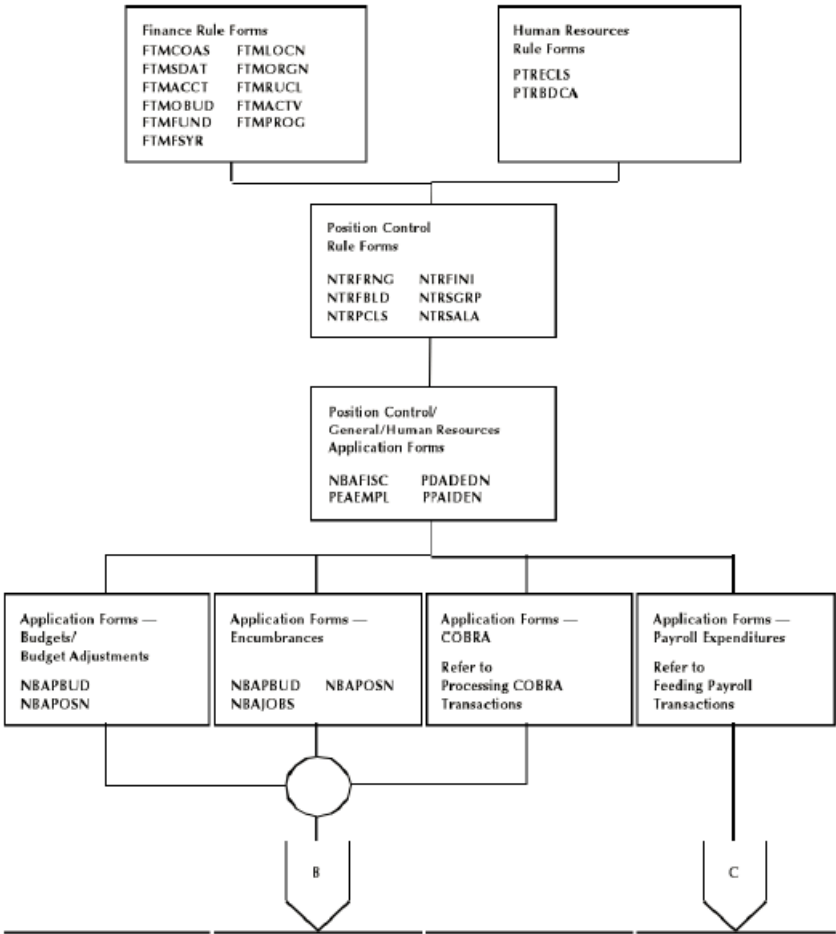 Finance Rule Forms
FTMCOAS FTMLOCN
FTMSDAT FTMORGN
FTMACCT FTMRUCL
FTMOBUD FTMACTV
FTMFUND FTMPROG
FTMFSYR
Human Resources
Rule Forms
PTRECLS
PTRBDCA
Position Control
Rule Forms
NTRFRNG NTRFINI
NTRFBLD NTRSGRP
NTRPCLS NTRSALA
Position Control/
General/Human Resources
Application Forms
NBAFISC PDADEDN
PEAEMPL PPAIDEN
Application Forms —
Budgets/
Budget Adjustments
NBAPBUD
NBAPOSN
Application Forms —
Encumbrances
NBAPBUD NBAPOSN
NBAJOBS
Application Forms —
COBRA
Refer to
Processing COBRA
Transactions
Application Forms —
Payroll Expenditures
Refer to
Feeding Payroll
Transactions
B
C